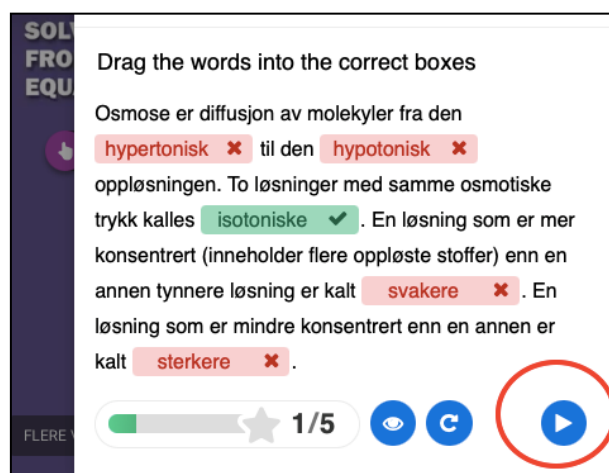 SOL
FRO
EQU
Drag the words into the correct boxes
Osmose er diffusjon av molekyler fra den
hypertonisk til den hypotonisk
oppløsningen. To løsninger med samme osmotiske
trykk kalles isotoniske . En løsning som er mer
konsentrert (inneholder flere oppløste stoffer) enn en
annen tynnere løsning er kalt svakere . En
løsning som er mindre konsentrert enn en annen er
kalt sterkere .
1/5
FLERE